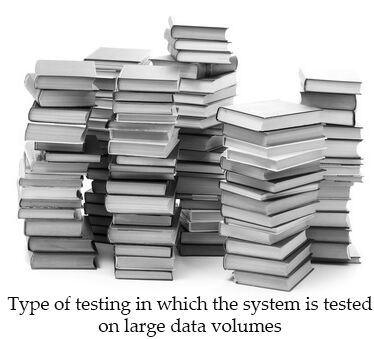 Type of testing in which the system is tested
on large data volumes